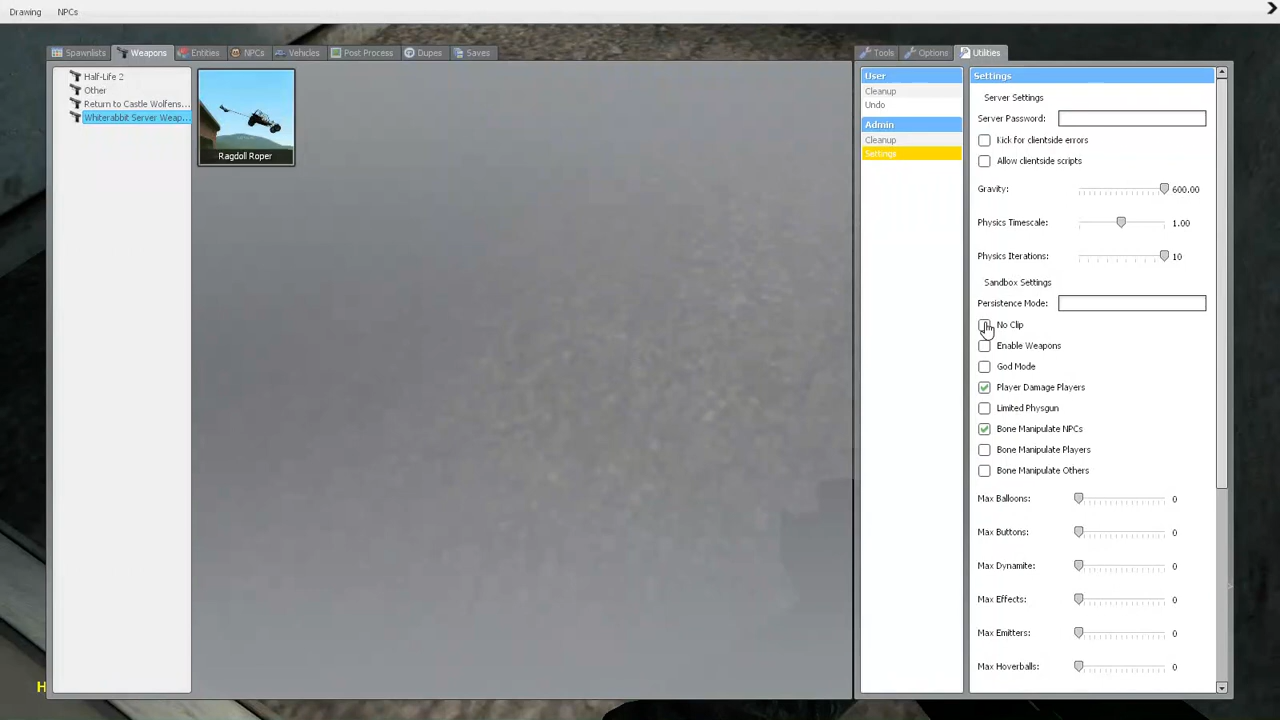 Drawing NPCs
Spawnlists Weapons Entities NPCs Vehicles Post Process Dupes Saves
Half-Life 2
Other
Return to Castle Wolfens...
Whiterabbit Server Weap...
Ragdoll Roper
Tools Options Utilities
User
Cleanup
Undo
Admin
Cleanup
Settings
Settings
Server Settings
Server Password:
Kick for clientside errors
Allow clientside scripts
Gravity: 600.00
Physics Timescale: 1.00
Physics Iterations: 10
Sandbox Settings
Persistence Mode:
No Clip
Enable Weapons
God Mode
Player Damage Players
Limited Physgun
Bone Manipulate NPCs
Bone Manipulate Players
Bone Manipulate Others
Max Balloons: 0
Max Buttons: 0
Max Dynamite: 0
Max Effects: 0
Max Emitters: 0
Max Hoverballs: 0
H